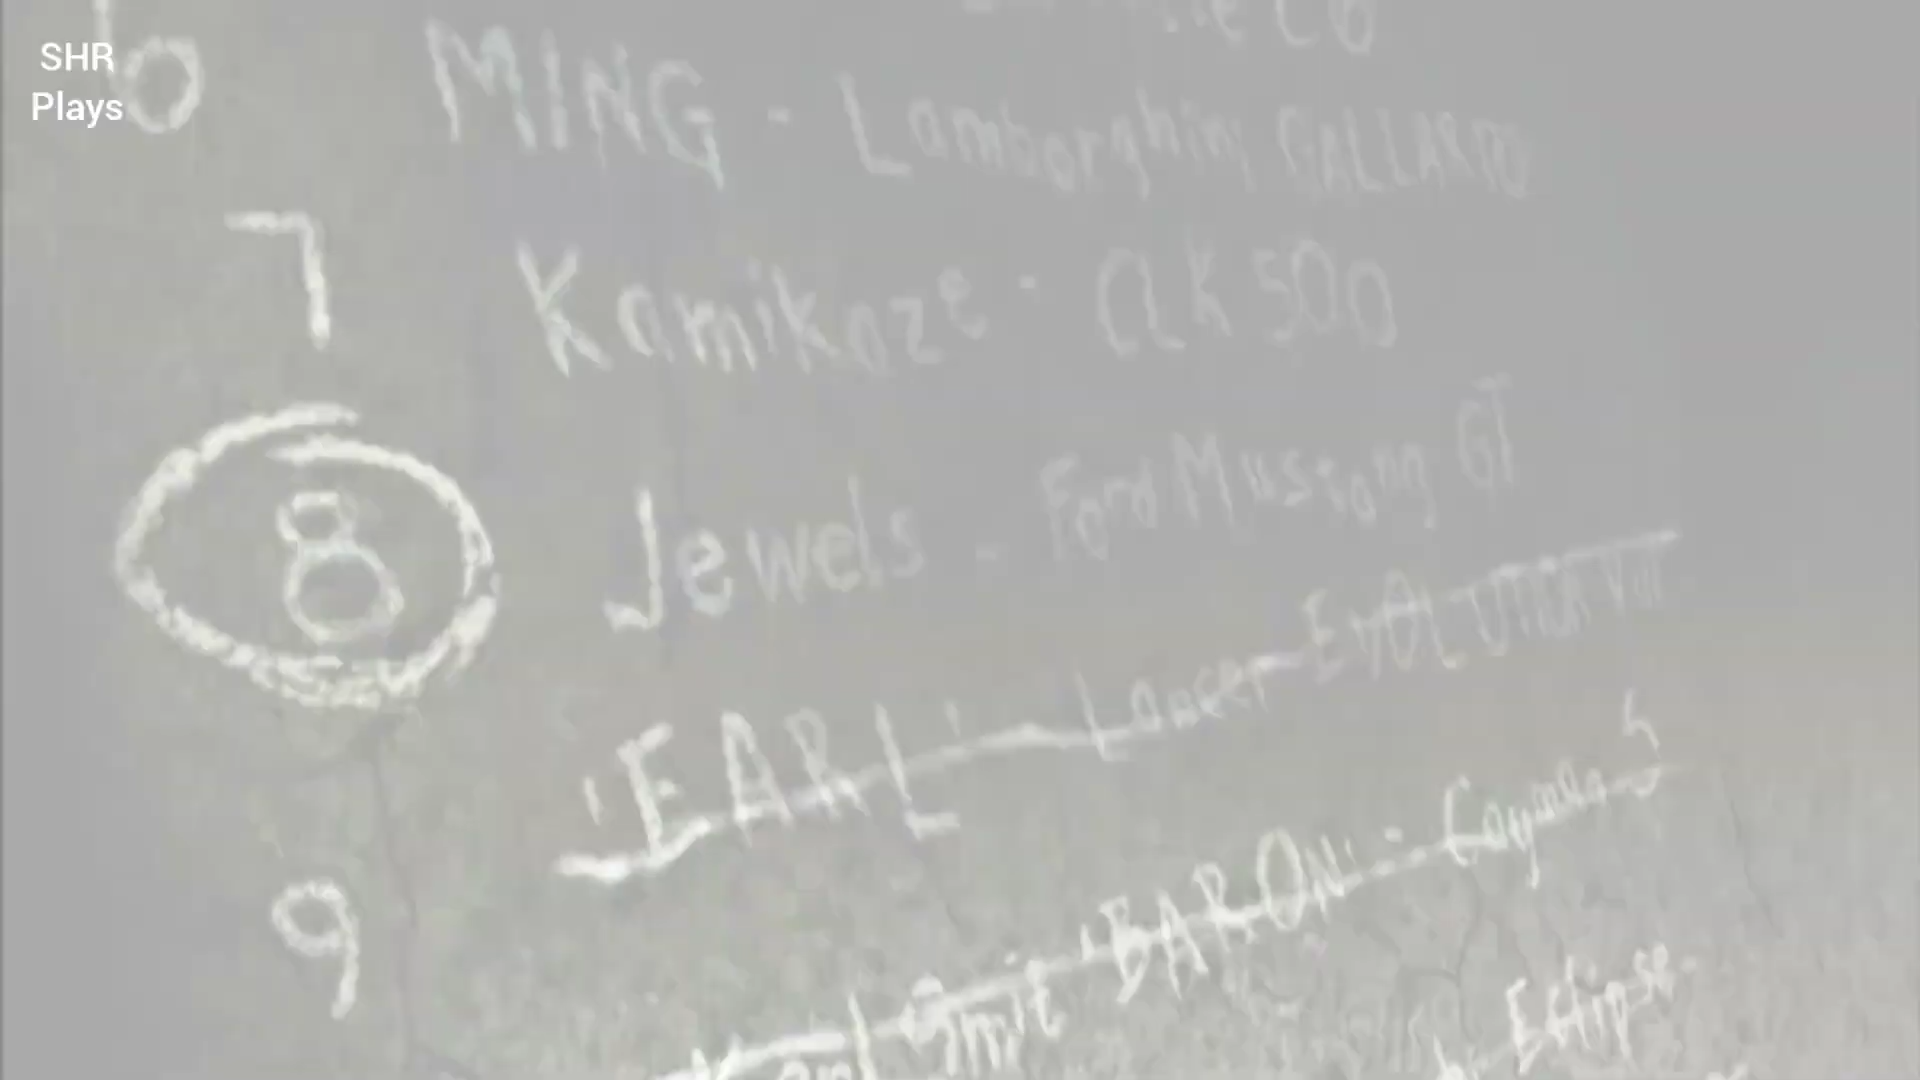 SHR
Plays
6 MING - Lamborghini GALLARDO
7 Kamikaze - CLK 500
8 Jewels - Ford Mustang GT
9 'EARL' - Lancer EVOLUTION VIII
'BARON' - Cayman S